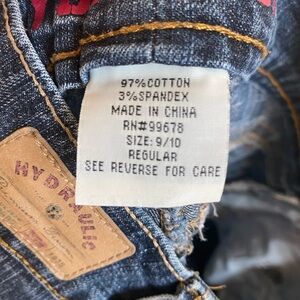 97%COTTON
3%SPANDEX
MADE IN CHINA
RN#99678
SIZE:9/10
REGULAR
SEE REVERSE FOR CARE
HYDRAULIC